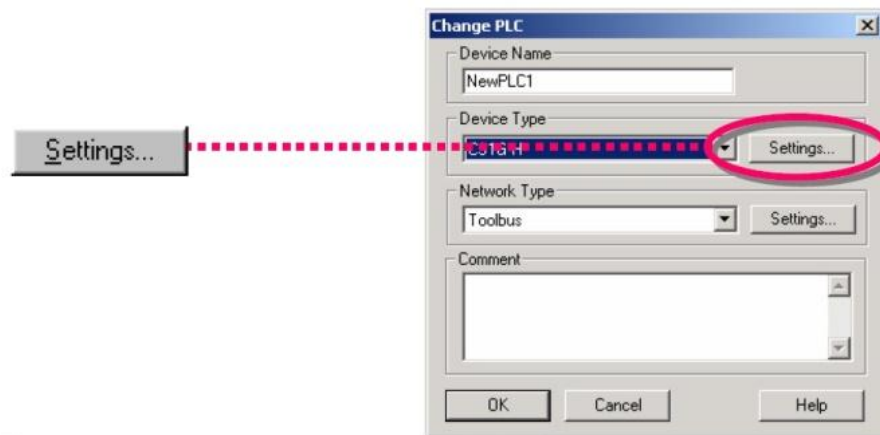 Change PLC
Device Name
NewPLC1
Device Type
Settings...
Settings...
Network Type
Toolbus
Settings...
Comment
OK
Cancel
Help